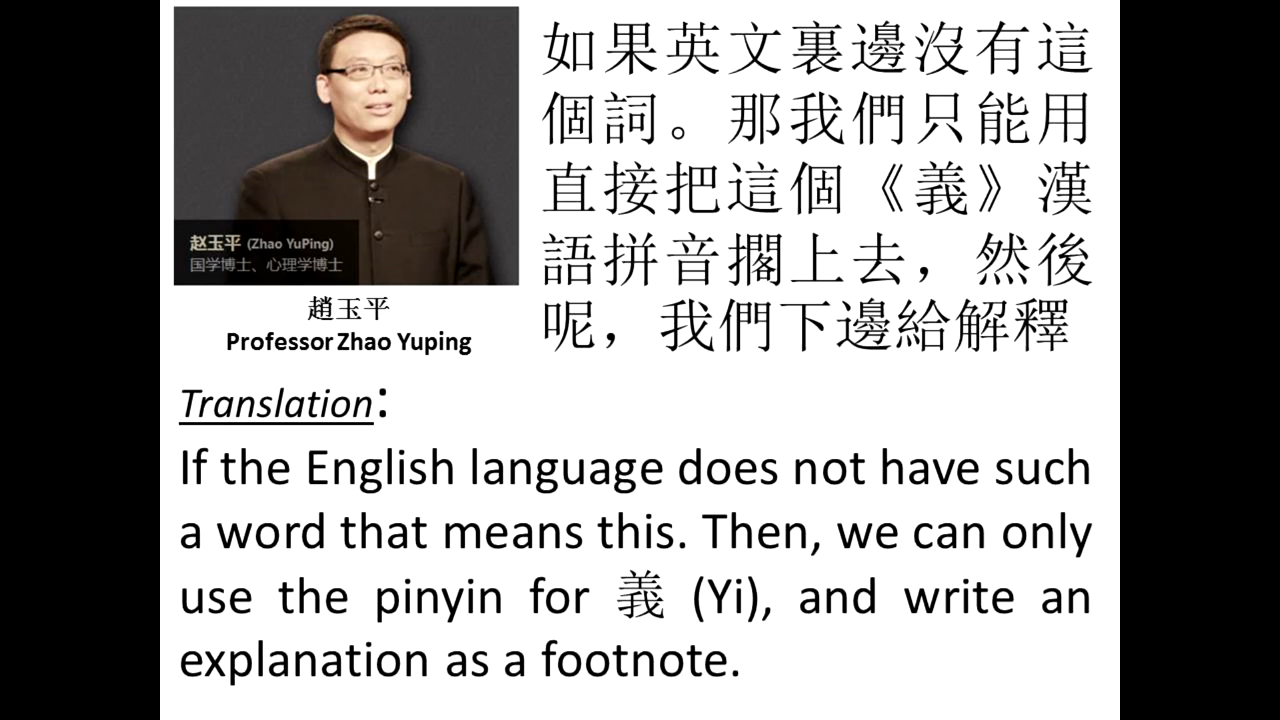 赵玉平 (Zhao YuPing)
国学博士、心理学博士
趙玉平
Professor Zhao Yuping
如果英文裏邊沒有這
個詞。那我們只能用
直接把這個《義》漢
語拼音擱上去，然後
呢，我們下邊給解釋
Translation:
If the English language does not have such
a word that means this. Then, we can only
use the pinyin for 義 (Yi), and write an
explanation as a footnote.